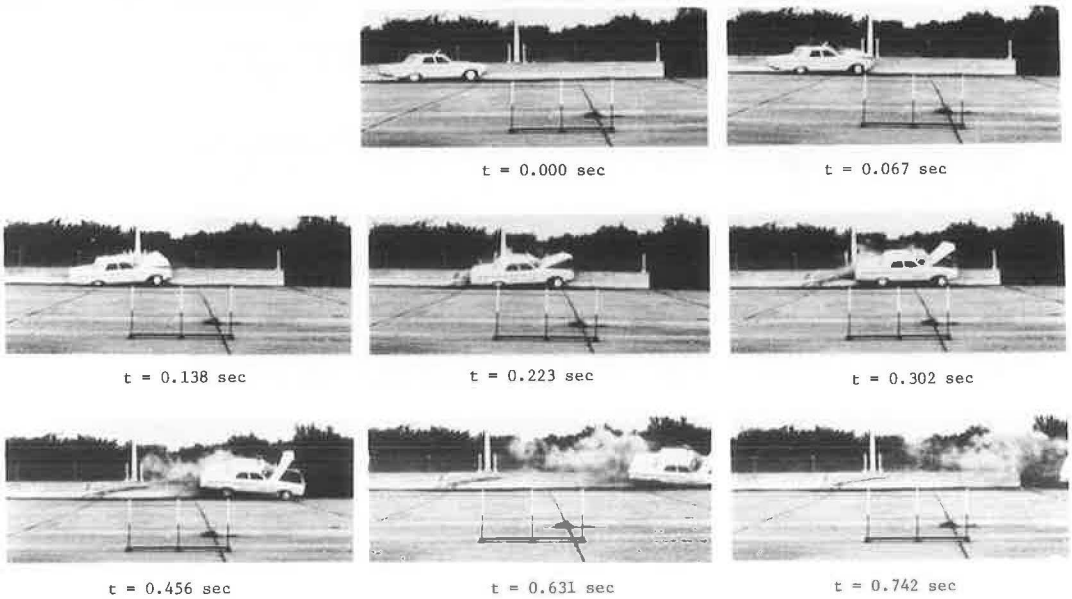 t = 0.000 sec
t = 0.067 sec
t = 0.138 sec
t = 0.223 sec
t = 0.302 sec
t = 0.456 sec
t = 0.631 sec
t = 0.742 sec